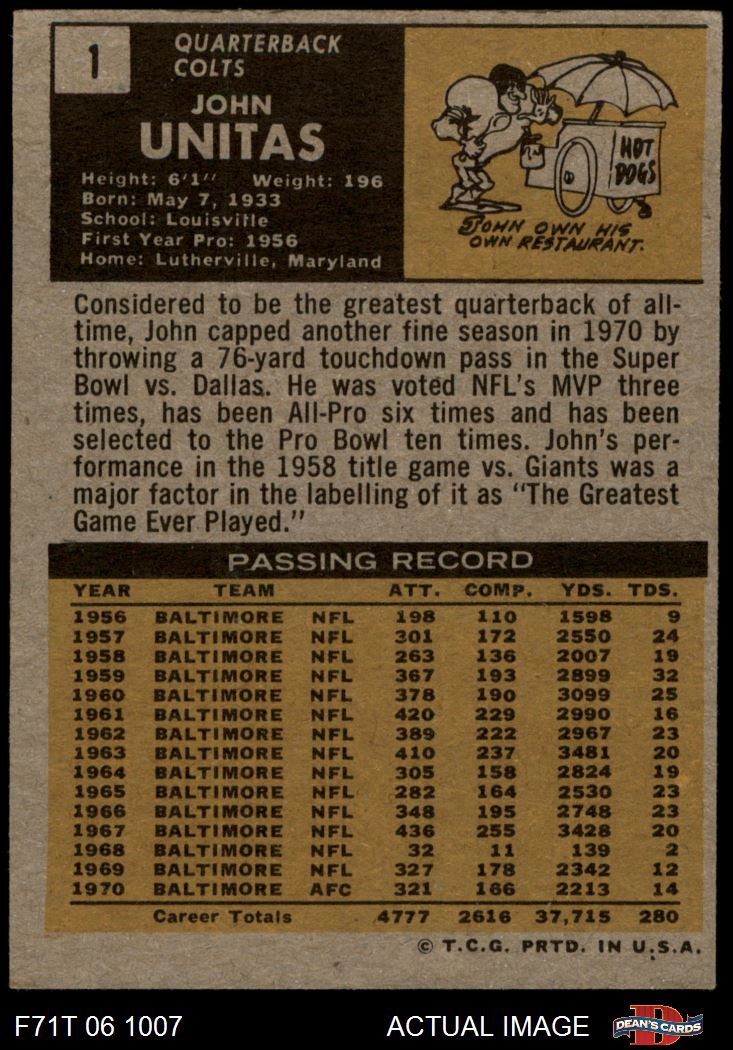 1
QUARTERBACK
COLTS
JOHN
UNITAS
Height: 6'1" Weight: 196
Born: May 7, 1933
School: Louisville
First Year Pro: 1956
Home: Lutherville, Maryland
HOT
DOGS
JOHN OWN HIS
OWN RESTAURANT.
Considered to be the greatest quarterback of all-
time, John capped another fine season in 1970 by
throwing a 76-yard touchdown pass in the Super
Bowl vs. Dallas. He was voted NFL's MVP three
times, has been All-Pro six times and has been
selected to the Pro Bowl ten times. John's per-
formance in the 1958 title game vs. Giants was a
major factor in the labelling of it as "The Greatest
Game Ever Played."
PASSING RECORD
YEAR TEAM ATT. COMP. YDS. TDS.
1956 BALTIMORE NFL 198 110 1598 9
1957 BALTIMORE NFL 301 172 2550 24
1958 BALTIMORE NFL 263 136 2007 19
1959 BALTIMORE NFL 367 193 2899 32
1960 BALTIMORE NFL 378 190 3099 25
1961 BALTIMORE NFL 420 229 2990 16
1962 BALTIMORE NFL 389 222 2967 23
1963 BALTIMORE NFL 410 237 3481 20
1964 BALTIMORE NFL 305 158 2824 19
1965 BALTIMORE NFL 282 164 2530 23
1966 BALTIMORE NFL 348 195 2748 23
1967 BALTIMORE NFL 436 255 3428 20
1968 BALTIMORE NFL 32 11 139 2
1969 BALTIMORE NFL 327 178 2342 12
1970 BALTIMORE AFC 321 166 2213 14
Career Totals 4777 2616 37,715 280
© T.C.G. PRTD. IN U.S.A.
F71T 06 1007 ACTUAL IMAGE DEAN'S CARDS